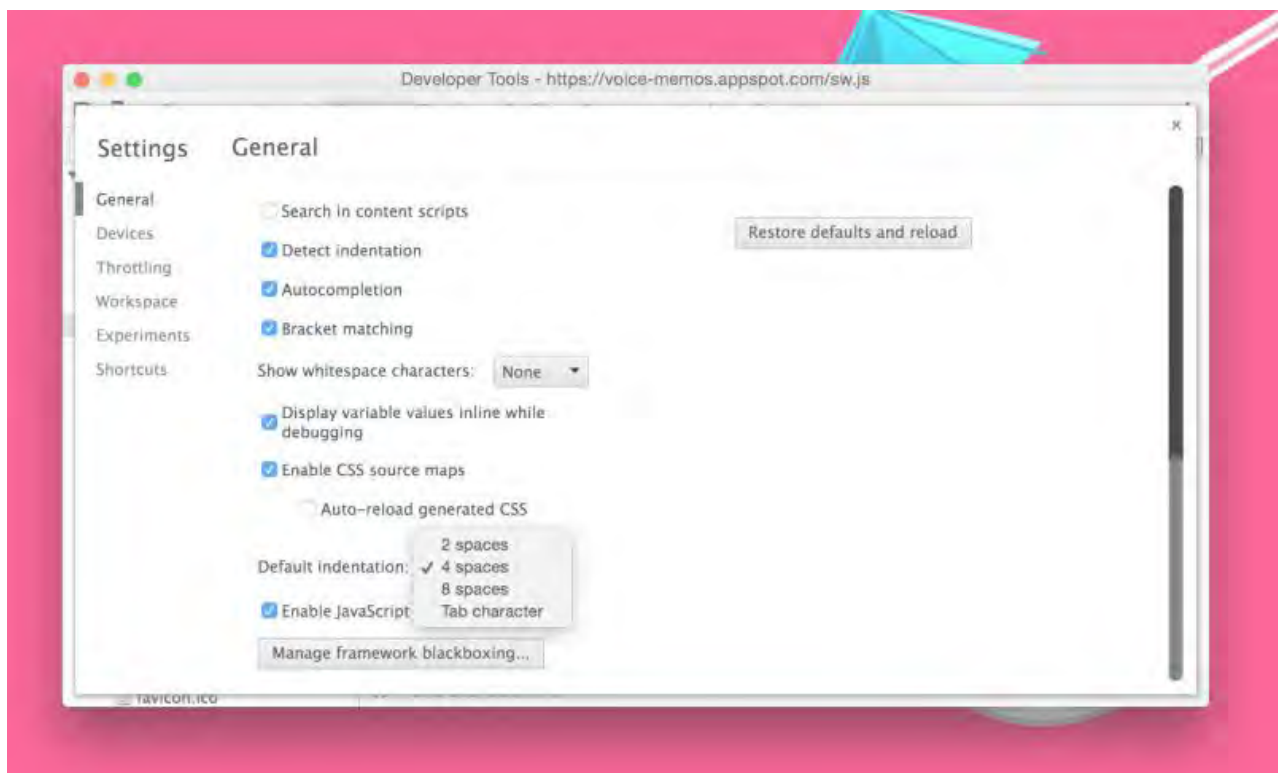 Developer Tools - https://voice-memos.appspot.com/sw.js
Settings
General
General
Devices
Throttling
Workspace
Experiments
Shortcuts
Search in content scripts
Detect indentation
Autocompletion
Bracket matching
Show whitespace characters: None
Display variable values inline while
debugging
Enable CSS source maps
Auto-reload generated CSS
Default indentation:
2 spaces
✓ 4 spaces
8 spaces
Tab character
Enable JavaScript
Manage framework blackboxing...
Restore defaults and reload
favicon.ico